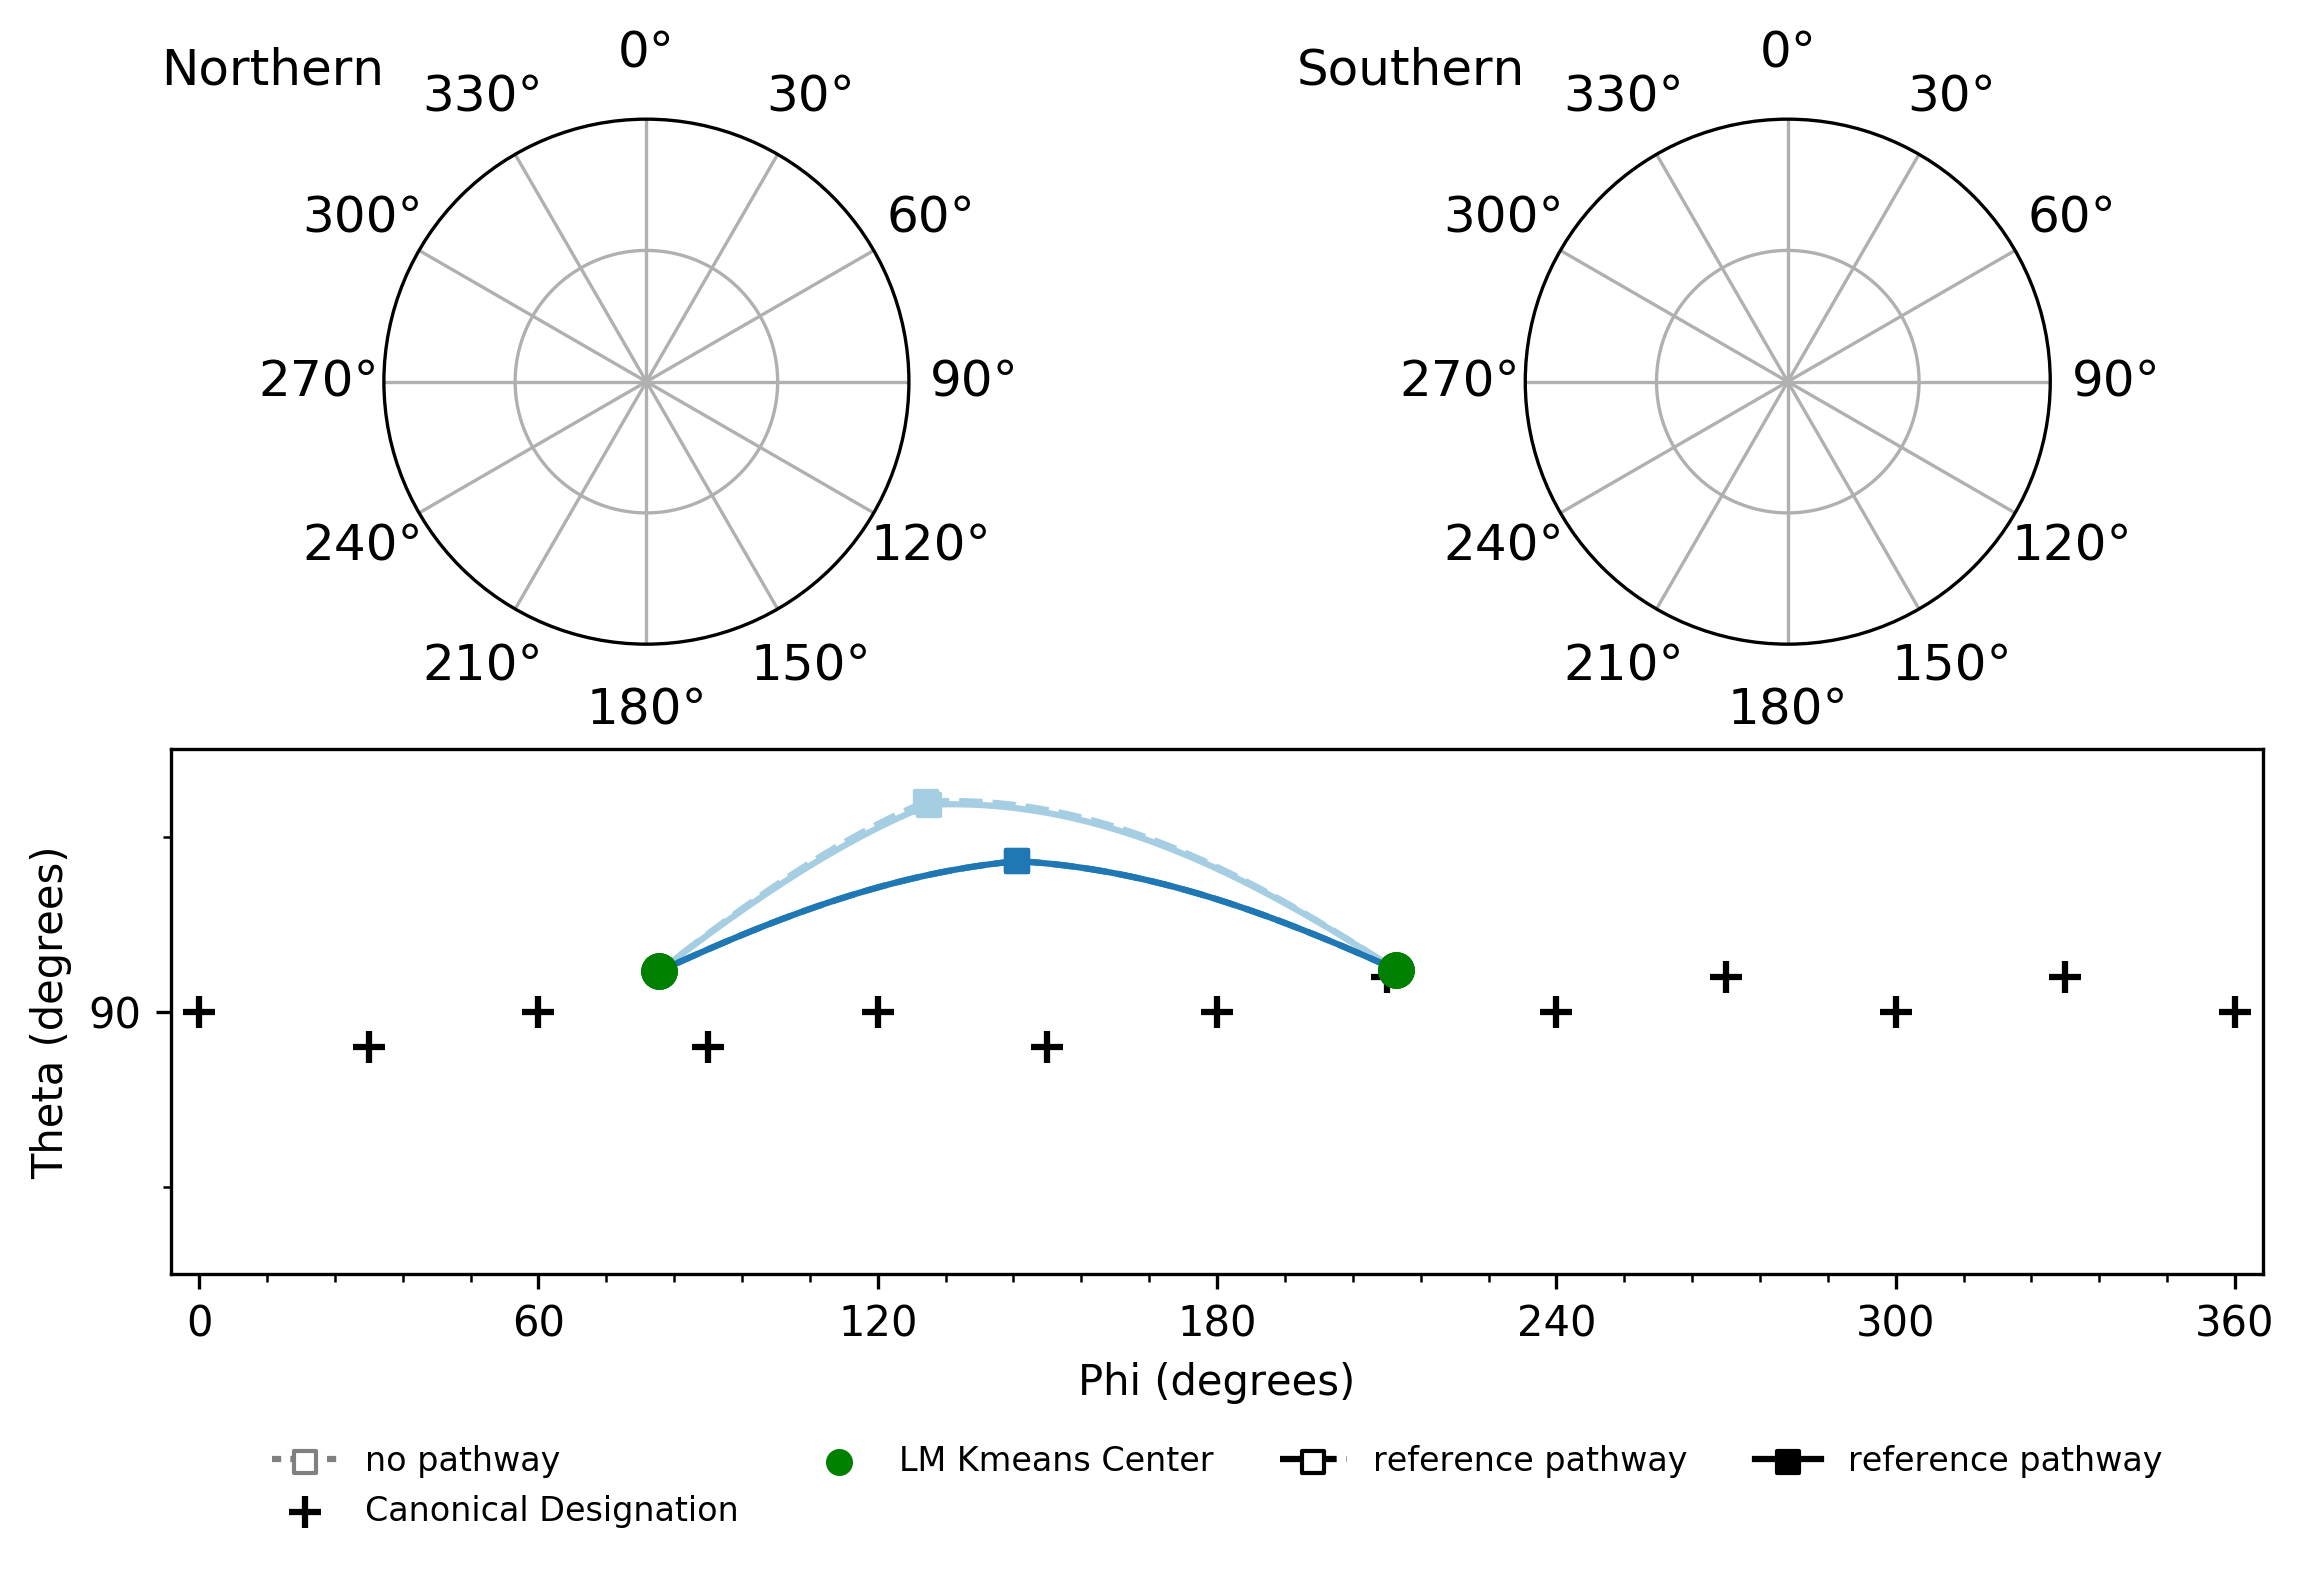 Northern
0°
30°
60°
90°
120°
150°
180°
210°
240°
270°
300°
330°
Southern
0°
30°
60°
90°
120°
150°
180°
210°
240°
270°
300°
330°
Theta (degrees)
90
0 60 120 180 240 300 360
Phi (degrees)
no pathway
Canonical Designation
LM Kmeans Center
reference pathway
reference pathway